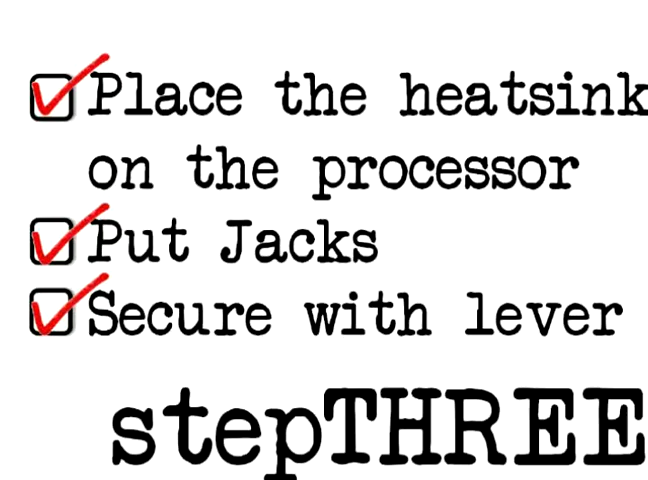 Place the heatsink
on the processor
Put Jacks
Secure with lever
stepTHREE